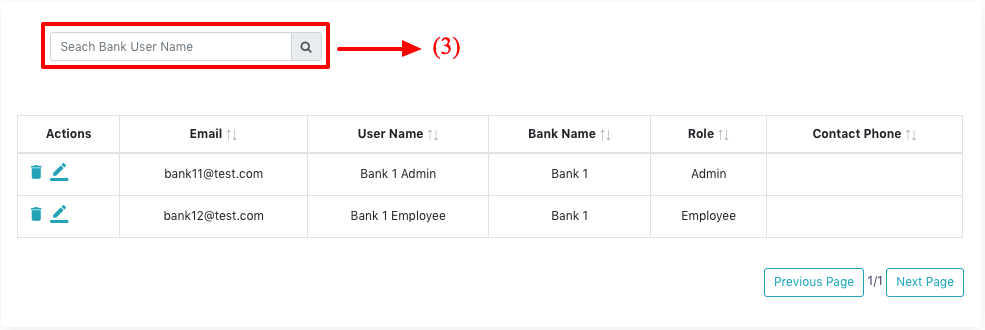 Seach Bank User Name
(3)
Actions Email User Name Bank Name Role Contact Phone
bank11@test.com Bank 1 Admin Bank 1 Admin
bank12@test.com Bank 1 Employee Bank 1 Employee
Previous Page 1/1 Next Page